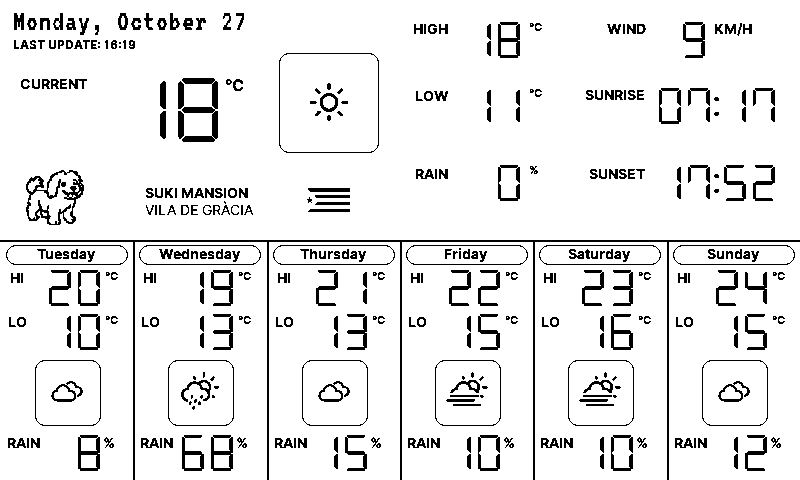 Monday, October 27
LAST UPDATE: 16:19
CURRENT 18 °C
SUKI MANSION
VILA DE GRÀCIA
HIGH 18 °C
LOW 11 °C
RAIN 0 %
WIND 9 KM/H
SUNRISE 07:17
SUNSET 17:52
Tuesday
HI 20 °C
LO 10 °C
RAIN 8 %
Wednesday
HI 19 °C
LO 13 °C
RAIN 68 %
Thursday
HI 21 °C
LO 13 °C
RAIN 15 %
Friday
HI 22 °C
LO 15 °C
RAIN 10 %
Saturday
HI 23 °C
LO 16 °C
RAIN 10 %
Sunday
HI 24 °C
LO 15 °C
RAIN 12 %